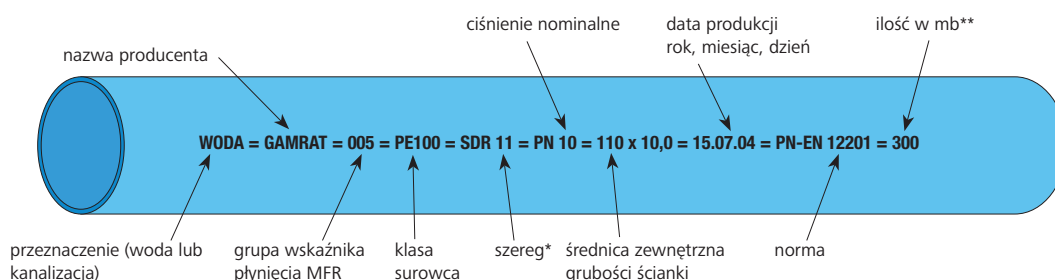 ciśnienie nominalne
data produkcji
rok, miesiąc, dzień
ilość w mb**
nazwa producenta
WODA = GAMRAT = 005 = PE100 = SDR 11 = PN 10 = 110 x 10,0 = 15.07.04 = PN-EN 12201 = 300
przeznaczenie (woda lub
kanalizacja)
grupa wskaźnika
płynięcia MFR
klasa
surowca
szereg*
średnica zewnętrzna
grubości ścianki
norma